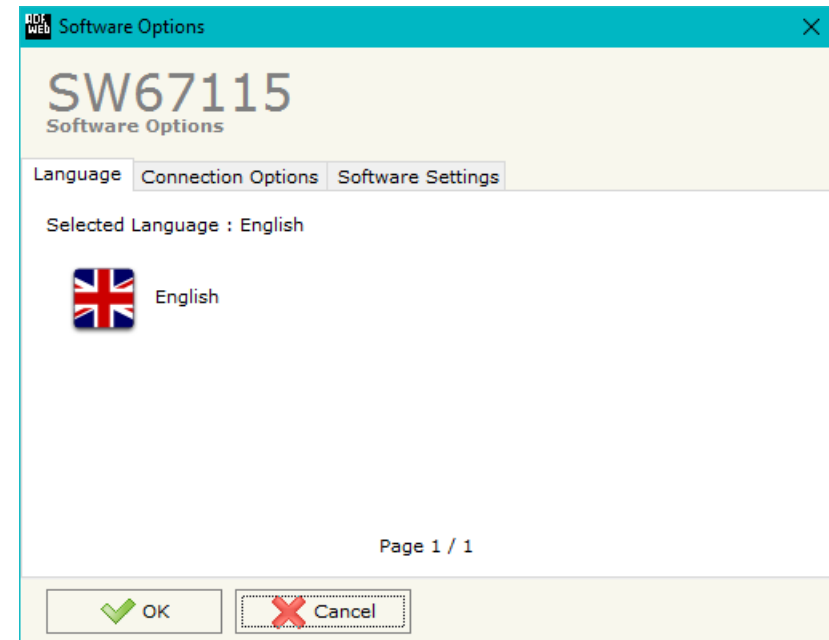 ADF
WEB
Software Options
SW67115
Software Options
Language Connection Options Software Settings
Selected Language : English
English
Page 1 / 1
OK Cancel